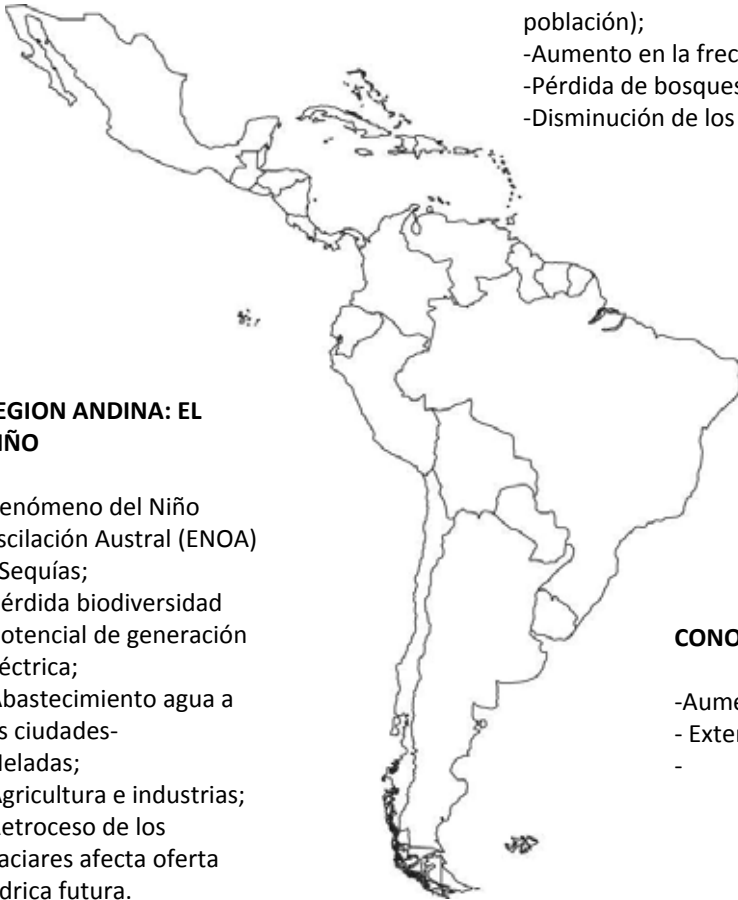 población);
-Aumento en la frec
-Pérdida de bosques
-Disminución de los
EGION ANDINA: EL
IÑO
enómeno del Niño
scilación Austral (ENOA)
Sequías;
érdida biodiversidad
otencial de generación
éctrica;
Abastecimiento agua a
s ciudades-
eladas;
Agricultura e industrias;
etroceso de los
aciares afecta oferta
drica futura.
CONO
-Aume
- Exter
-